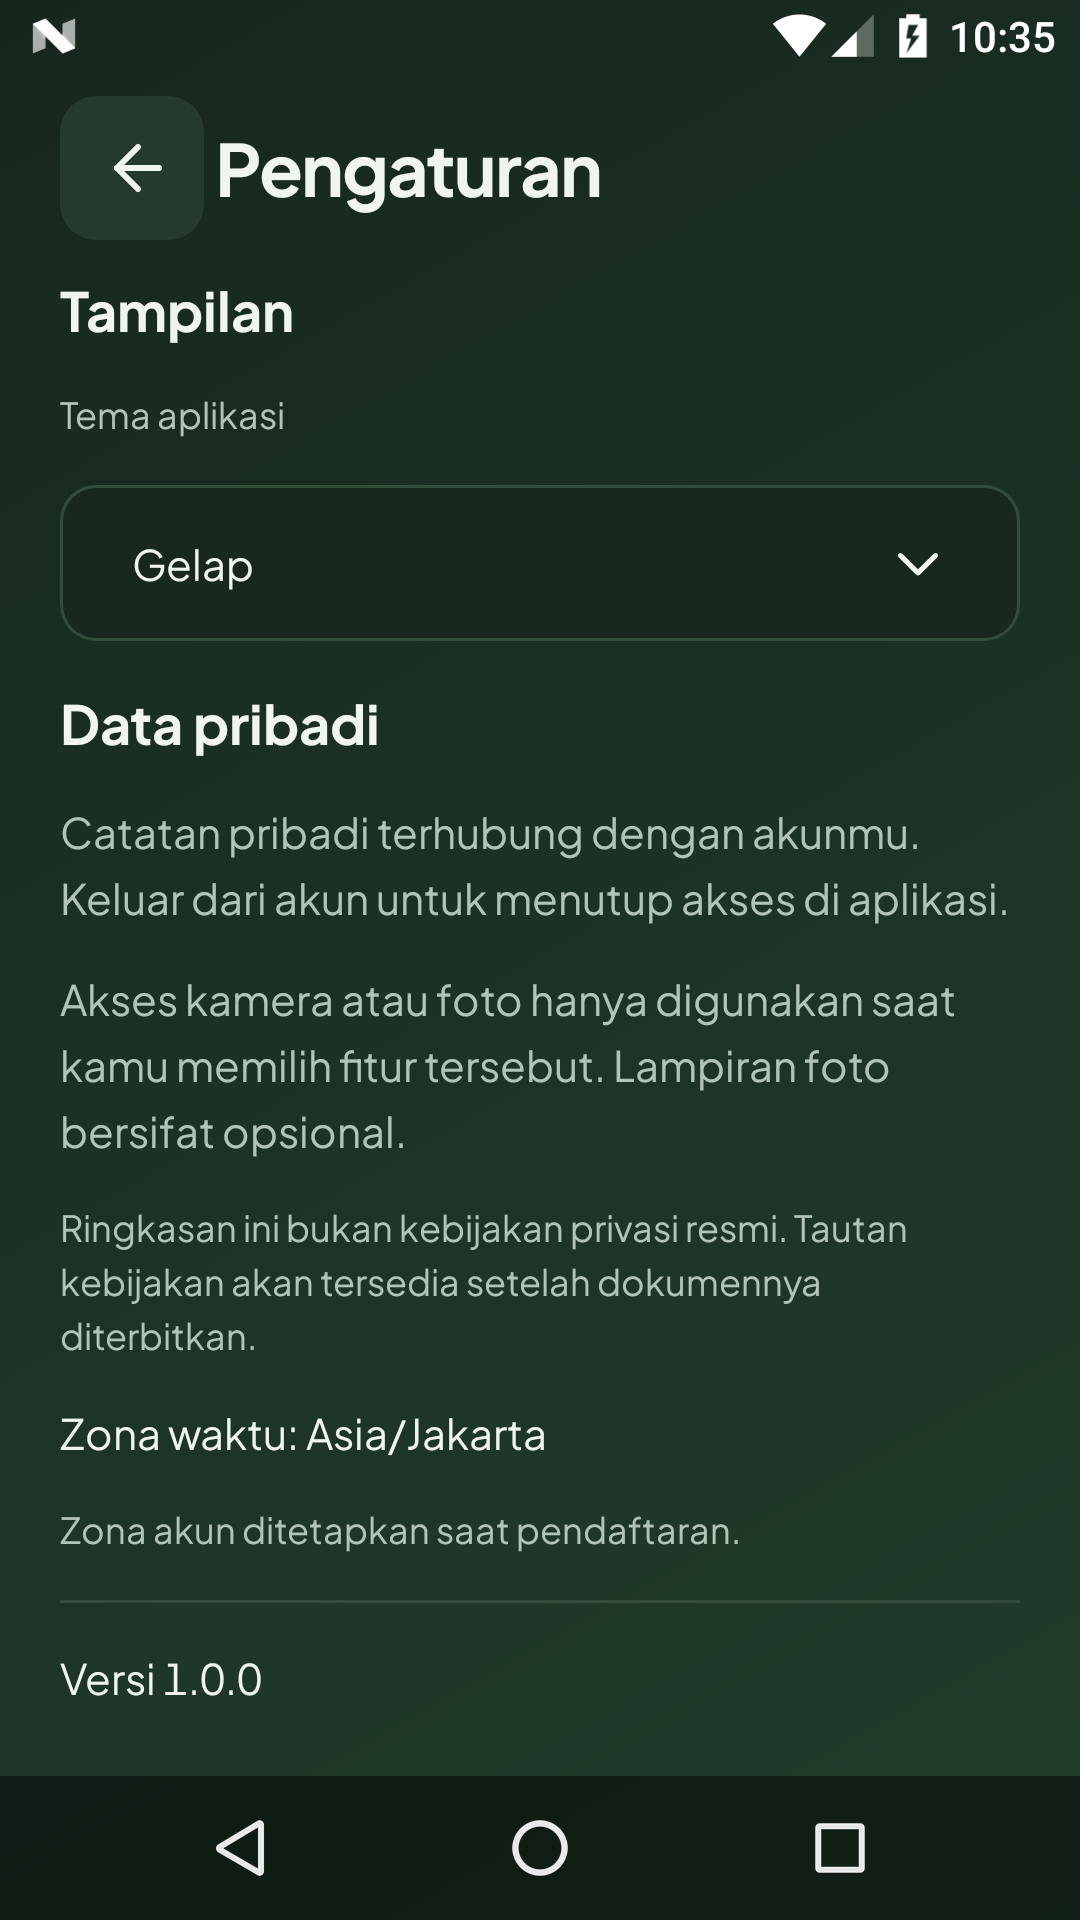 10:35
Pengaturan
Tampilan
Tema aplikasi
Gelap
Data pribadi
Catatan pribadi terhubung dengan akunmu.
Keluar dari akun untuk menutup akses di aplikasi.
Akses kamera atau foto hanya digunakan saat
kamu memilih fitur tersebut. Lampiran foto
bersifat opsional.
Ringkasan ini bukan kebijakan privasi resmi. Tautan
kebijakan akan tersedia setelah dokumennya
diterbitkan.
Zona waktu: Asia/Jakarta
Zona akun ditetapkan saat pendaftaran.
Versi 1.0.0